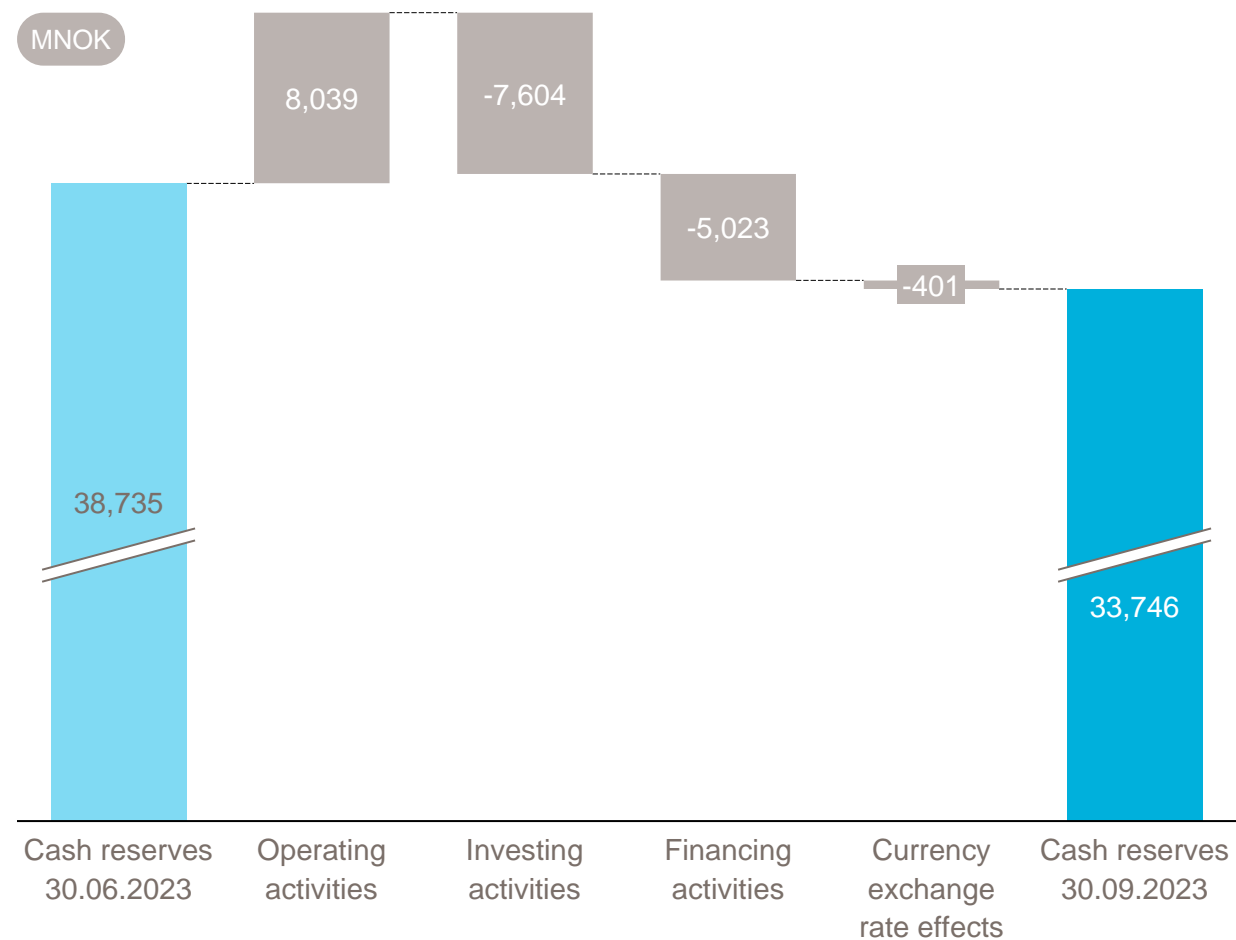 MNOK
8,039
-7,604
-5,023
-401
38,735
33,746
Cash reserves
30.06.2023
Operating
activities
Investing
activities
Financing
activities
Currency
exchange
rate effects
Cash reserves
30.09.2023